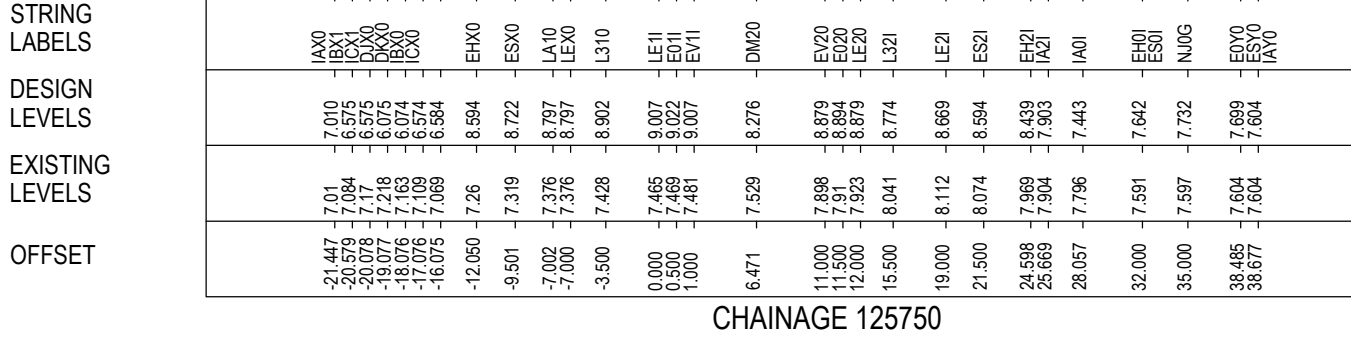 STRING
LABELS
IAX0 IBX1 ICX1 DJX0 DKX0 IBX0 ICX0 EHX0 ESX0 LA10 LEX0 L310 LE1I E01I EV1I DM20 EV20 E020 LE20 L32I LE2I ES2I EH2I IA2I IA0I EH0I ES0I NJ0G E0Y0 ESY0 IAY0
DESIGN
LEVELS
7.010 6.575 6.575 6.075 6.074 6.574 6.584 8.594 8.722 8.797 8.797 8.902 9.007 9.022 9.007 8.276 8.879 8.894 8.879 8.774 8.669 8.594 8.439 7.903 7.443 7.642 7.732 7.699 7.604
EXISTING
LEVELS
7.01 7.084 7.17 7.218 7.163 7.109 7.069 7.26 7.319 7.376 7.376 7.428 7.465 7.469 7.481 7.529 7.898 7.91 7.923 8.041 8.112 8.074 7.969 7.904 7.796 7.591 7.597 7.604 7.604
OFFSET
-21.447 -20.579 -20.078 -19.077 -18.076 -17.076 -16.075 -12.050 -9.501 -7.002 -7.000 -3.500 0.000 0.500 1.000 6.471 11.000 11.500 12.000 15.500 19.000 21.500 24.598 25.669 28.057 32.000 35.000 38.485 38.677
CHAINAGE 125750